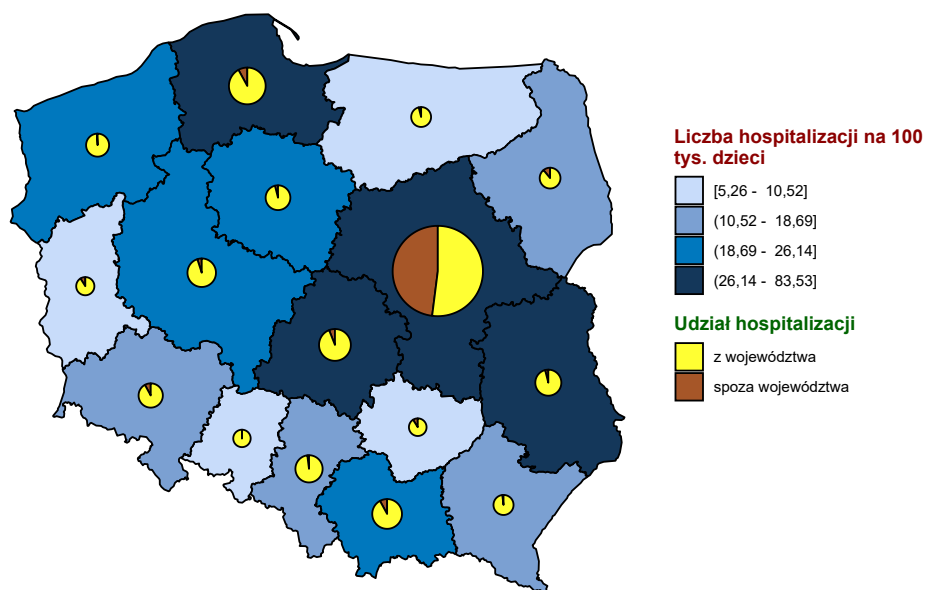 Liczba hospitalizacji na 100
tys. dzieci
[5,26 - 10,52]
(10,52 - 18,69]
(18,69 - 26,14]
(26,14 - 83,53]
Udział hospitalizacji
z województwa
spoza województwa